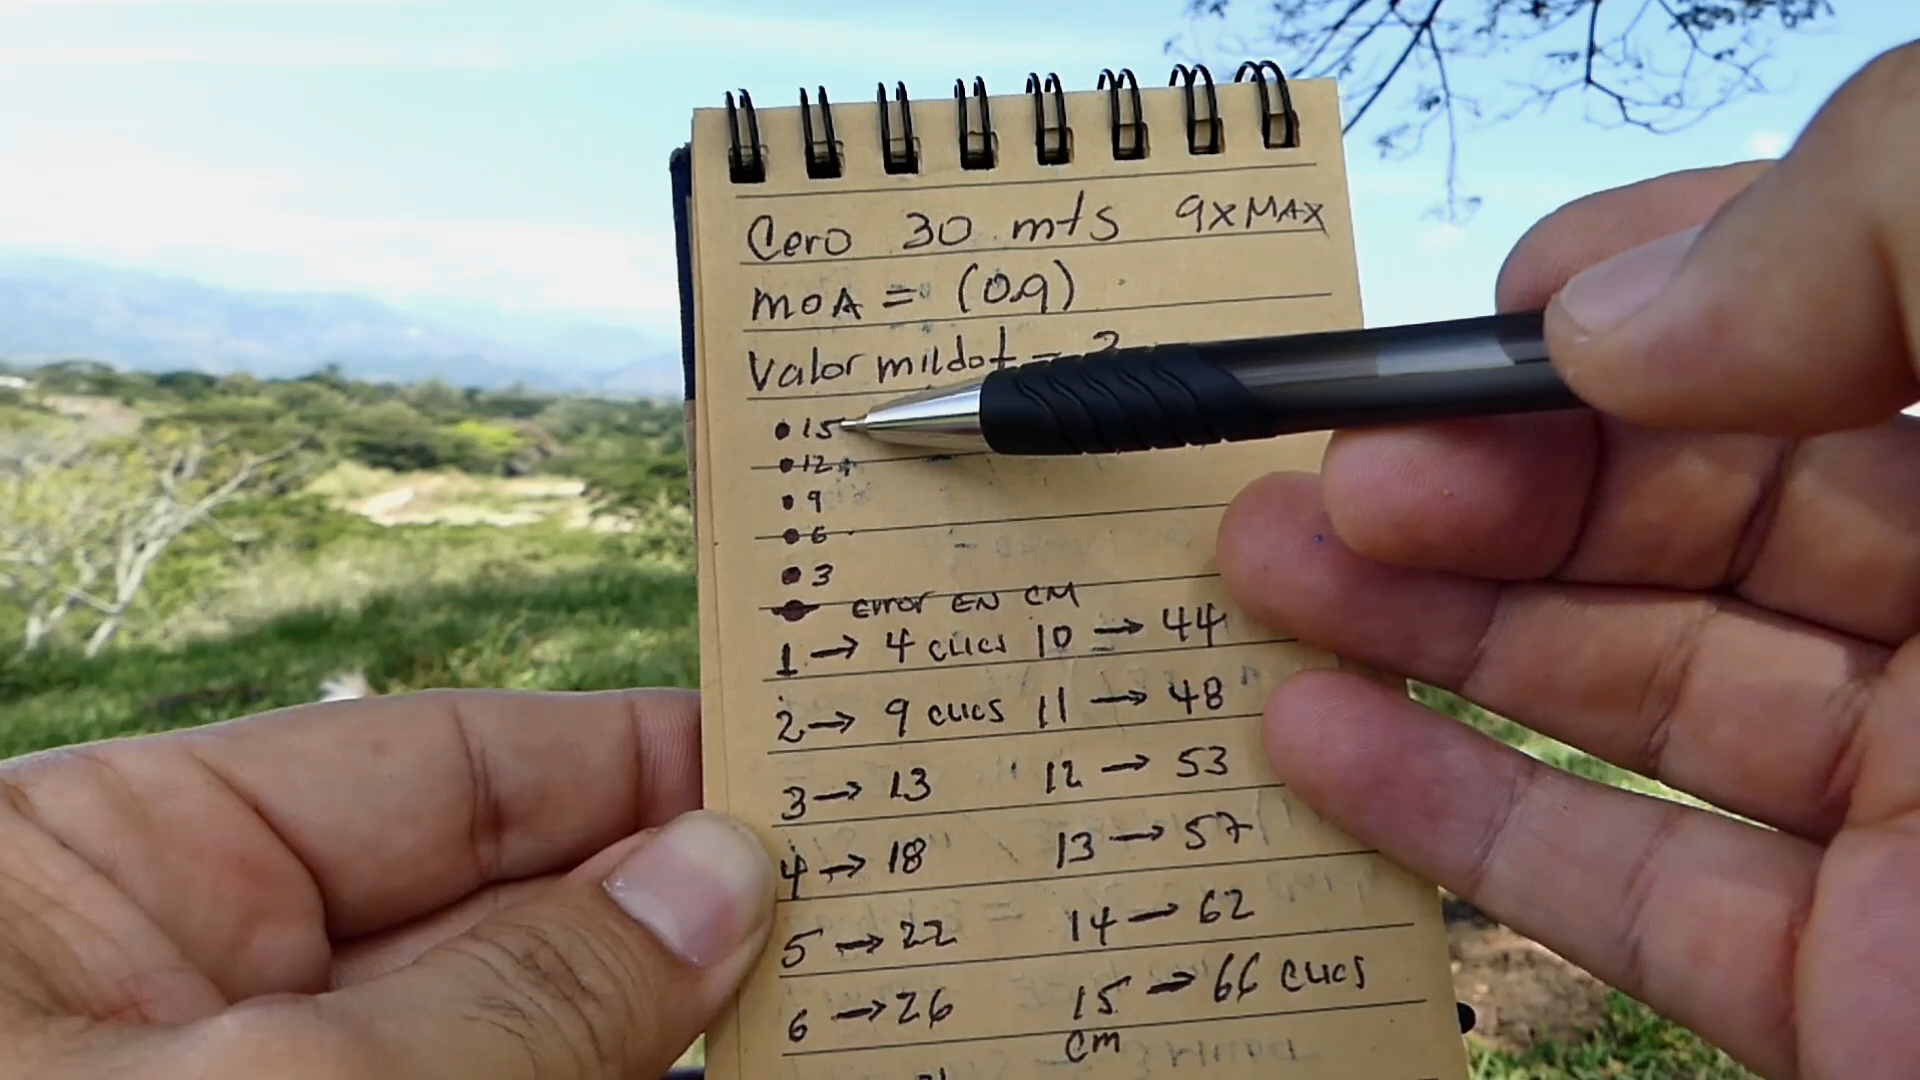 Cero 30 mts 9x MAX
MOA = (0.9)
Valor mildot =
• 15
• 12
• 9
• 6
• 3
error EN CM
1 → 4 clics 10 → 44
2 → 9 clics 11 → 48
3 → 13 12 → 53
4 → 18 13 → 57
5 → 22 14 → 62
6 → 26 15 → 66 clics
cm